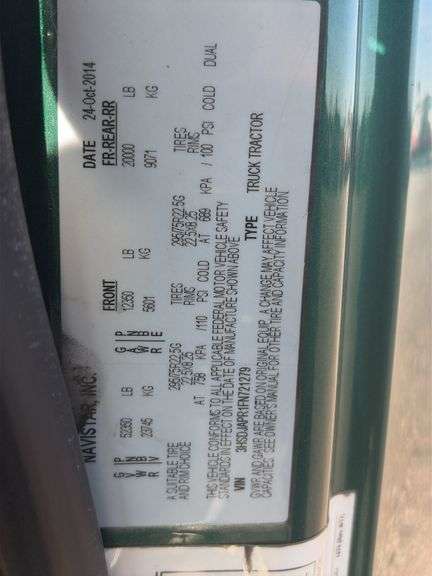 NAVISTAR, INC. DATE 24-Oct-2014
G V W R 52350 LB 23745 KG
G A W R E FRONT 12350 LB 5601 KG FR.REAR-RR 20000 LB 9071 KG
A SUITABLE TIRE AND RIM CHOICE 295/75R22.5G TIRES 22.5X8.25 RIMS AT 758 KPA /110 PSI COLD 295/75R22.5G TIRES 22.5X8.25 RIMS AT 689 KPA / 100 PSI COLD DUAL
THIS VEHICLE CONFORMS TO ALL APPLICABLE FEDERAL MOTOR VEHICLE SAFETY
STANDARDS IN EFFECT ON THE DATE OF MANUFACTURE SHOWN ABOVE.
VIN 3HSDJAPR1FN721279 TYPE TRUCK TRACTOR
GVWR AND GAWR ARE BASED ON ORIGINAL EQUIP. A CHANGE MAY AFFECT VEHICLE
CAPACITIES. SEE OWNER'S MANUAL FOR OTHER TIRE AND CAPACITY INFORMATION.